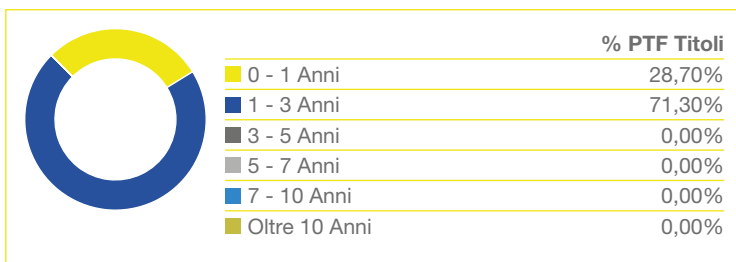 % PTF Titoli
0 - 1 Anni 28,70%
1 - 3 Anni 71,30%
3 - 5 Anni 0,00%
5 - 7 Anni 0,00%
7 - 10 Anni 0,00%
Oltre 10 Anni 0,00%